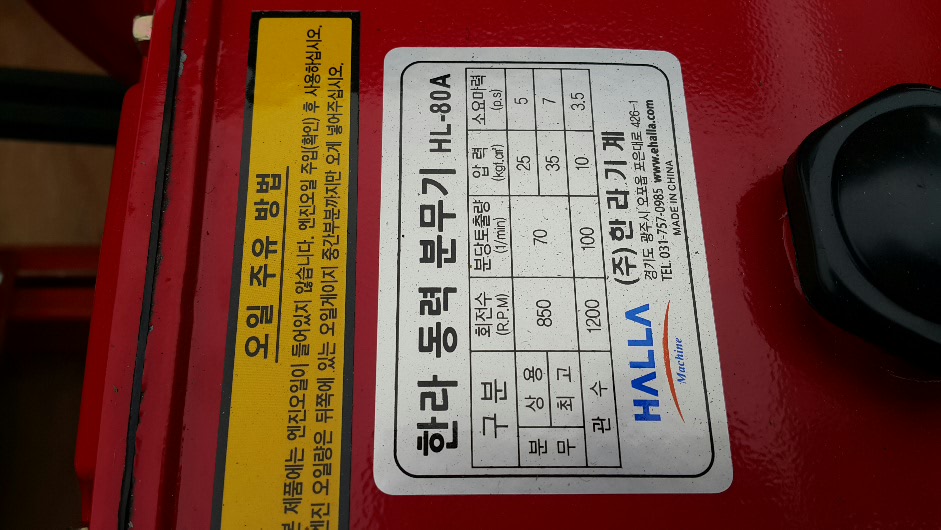 오일 주유 방법
본 제품에는 엔진오일이 들어있지 않습니다. 엔진오일 주입(확인) 후 사용하십시오.
엔진 오일량은 뒤쪽에 있는 오일게이지 중간부분까지만 오게 넣어주십시오.
한라 동력 분무기 HL-80A
구 분 회전수 (R.P.M) 분당토출량 (1/min) 압 력 (kgf.㎠) 소요마력 (p.s)
분무 상 용 850 70 25 5
최 고 35 7
관 수 1200 100 10 3.5
HALLA Machine
(주) 한 라 기 계
경기도 광주시 오포읍 포은대로 426-1
TEL. 031-757-0985 www.ehalla.com
MADE IN CHINA